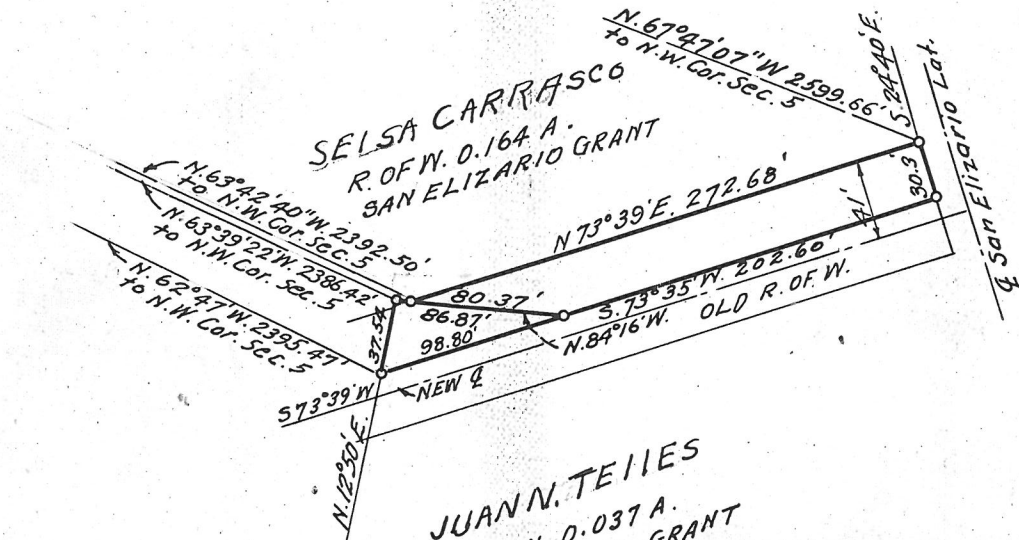 N.67°47'07"W 2599.66'
to N.W. Cor. Sec. 5
S.24°40'E.
℄ San Elizario Lat.
SELSA CARRASCO
R. OF W. 0.164 A.
SAN ELIZARIO GRANT
N.63°42'40"W. 2392.50'
to N.W. Cor. Sec. 5
N.63°39'22"W. 2386.42'
to N.W. Cor. Sec. 5
N.62°47'W. 2395.47'
to N.W. Cor. Sec. 5
N 73°39'E. 272.68'
30.3'
41'
80.37'
86.87'
98.80'
37.54
S. 73°35'W. 202.60'
N.84°16'W.
OLD R. OF W.
NEW ℄
S73°39'W
N.12°50'E.
JUAN N. TEllES
0.037 A.
GRANT